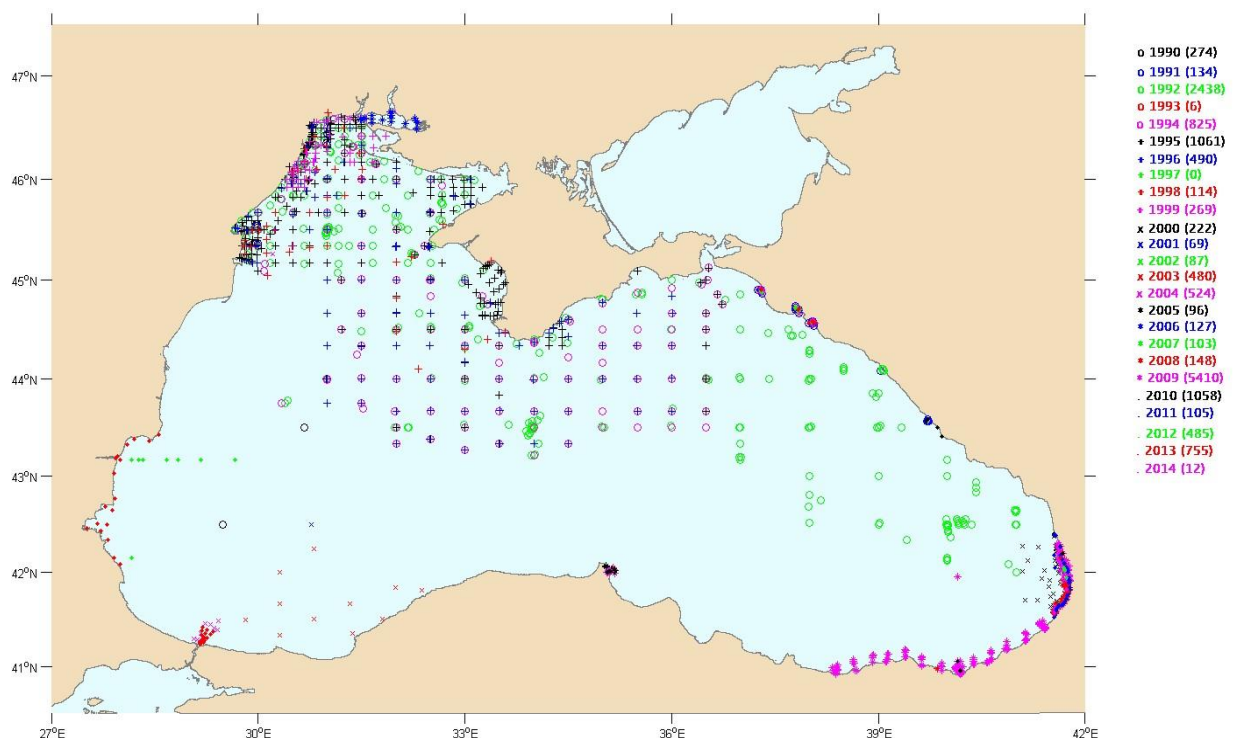 47°N
46°N
45°N
44°N
43°N
42°N
41°N
27°E
30°E
33°E
36°E
39°E
42°E
o 1990 (274)
o 1991 (134)
o 1992 (2438)
o 1993 (6)
o 1994 (825)
+ 1995 (1061)
+ 1996 (490)
+ 1997 (0)
+ 1998 (114)
+ 1999 (269)
x 2000 (222)
x 2001 (69)
x 2002 (87)
x 2003 (480)
x 2004 (524)
* 2005 (96)
* 2006 (127)
* 2007 (103)
* 2008 (148)
* 2009 (5410)
. 2010 (1058)
. 2011 (105)
. 2012 (485)
. 2013 (755)
. 2014 (12)